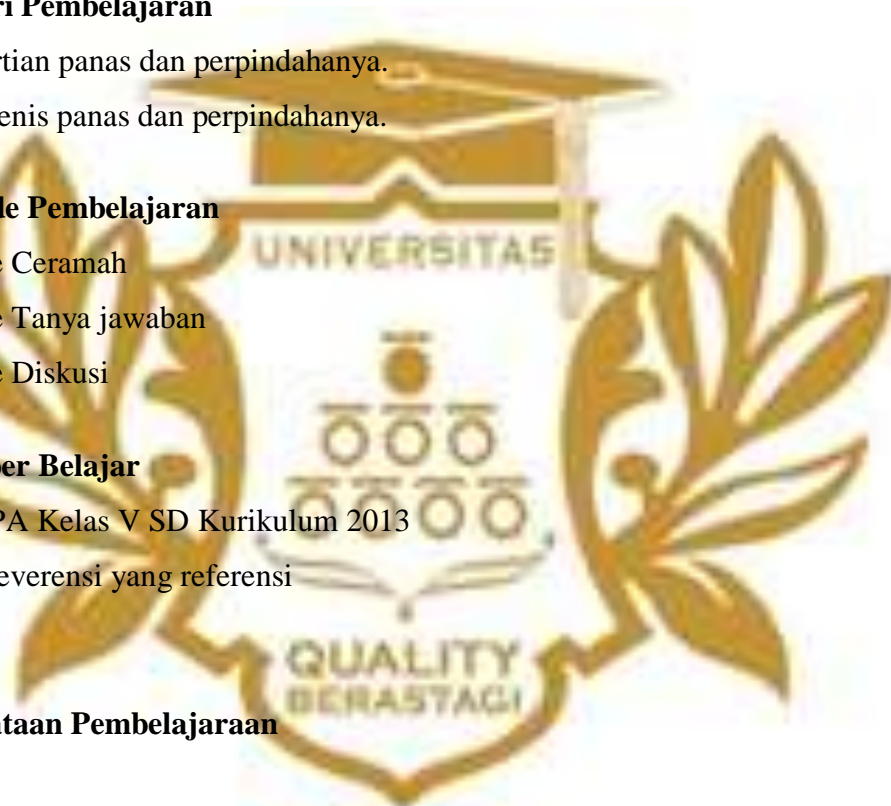 ri Pembelajaran
rtian panas dan perpindahanya.
enis panas dan perpindahanya.
de Pembelajaran
UNIVERSITAS
e Ceramah
e Tanya jawaban
e Diskusi
ber Belajar
PA Kelas V SD Kurikulum 2013
everensi yang referensi
QUALITY
BERASTAGI
ataan Pembelajaraan